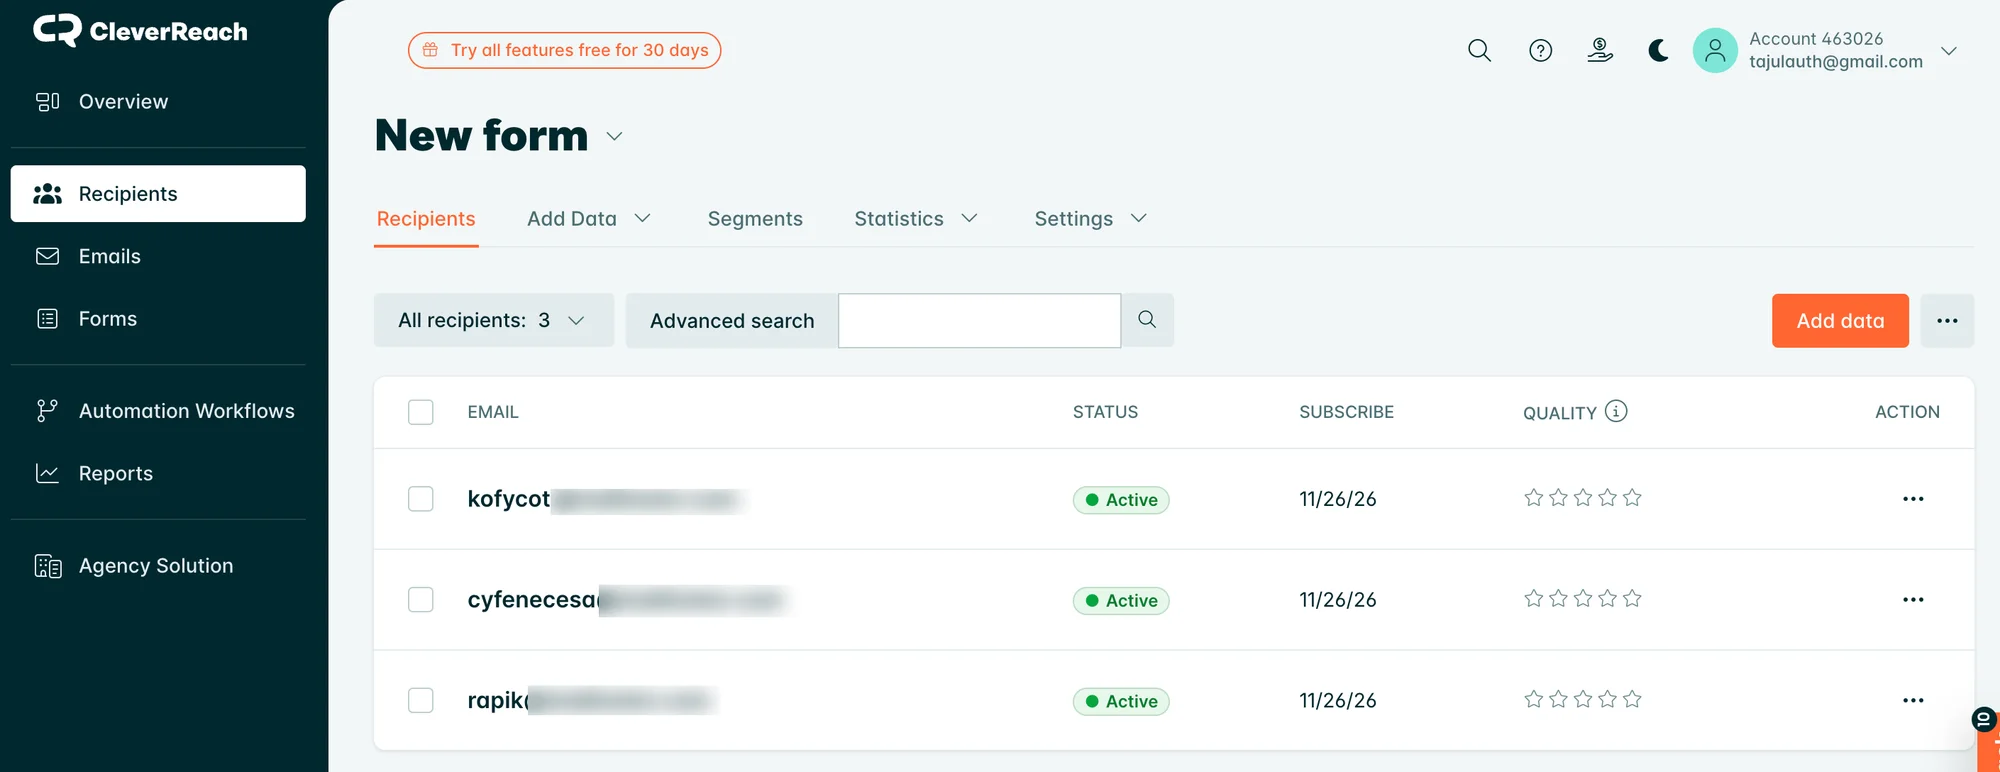 CleverReach
Overview
Recipients
Emails
Forms
Automation Workflows
Reports
Agency Solution
Try all features free for 30 days
Account 463026
tajulauth@gmail.com
New form
Recipients
Add Data
Segments
Statistics
Settings
All recipients: 3
Advanced search
Add data
EMAIL STATUS SUBSCRIBE QUALITY ACTION
kofycot Active 11/26/26
cyfenecesa Active 11/26/26
rapik Active 11/26/26
10